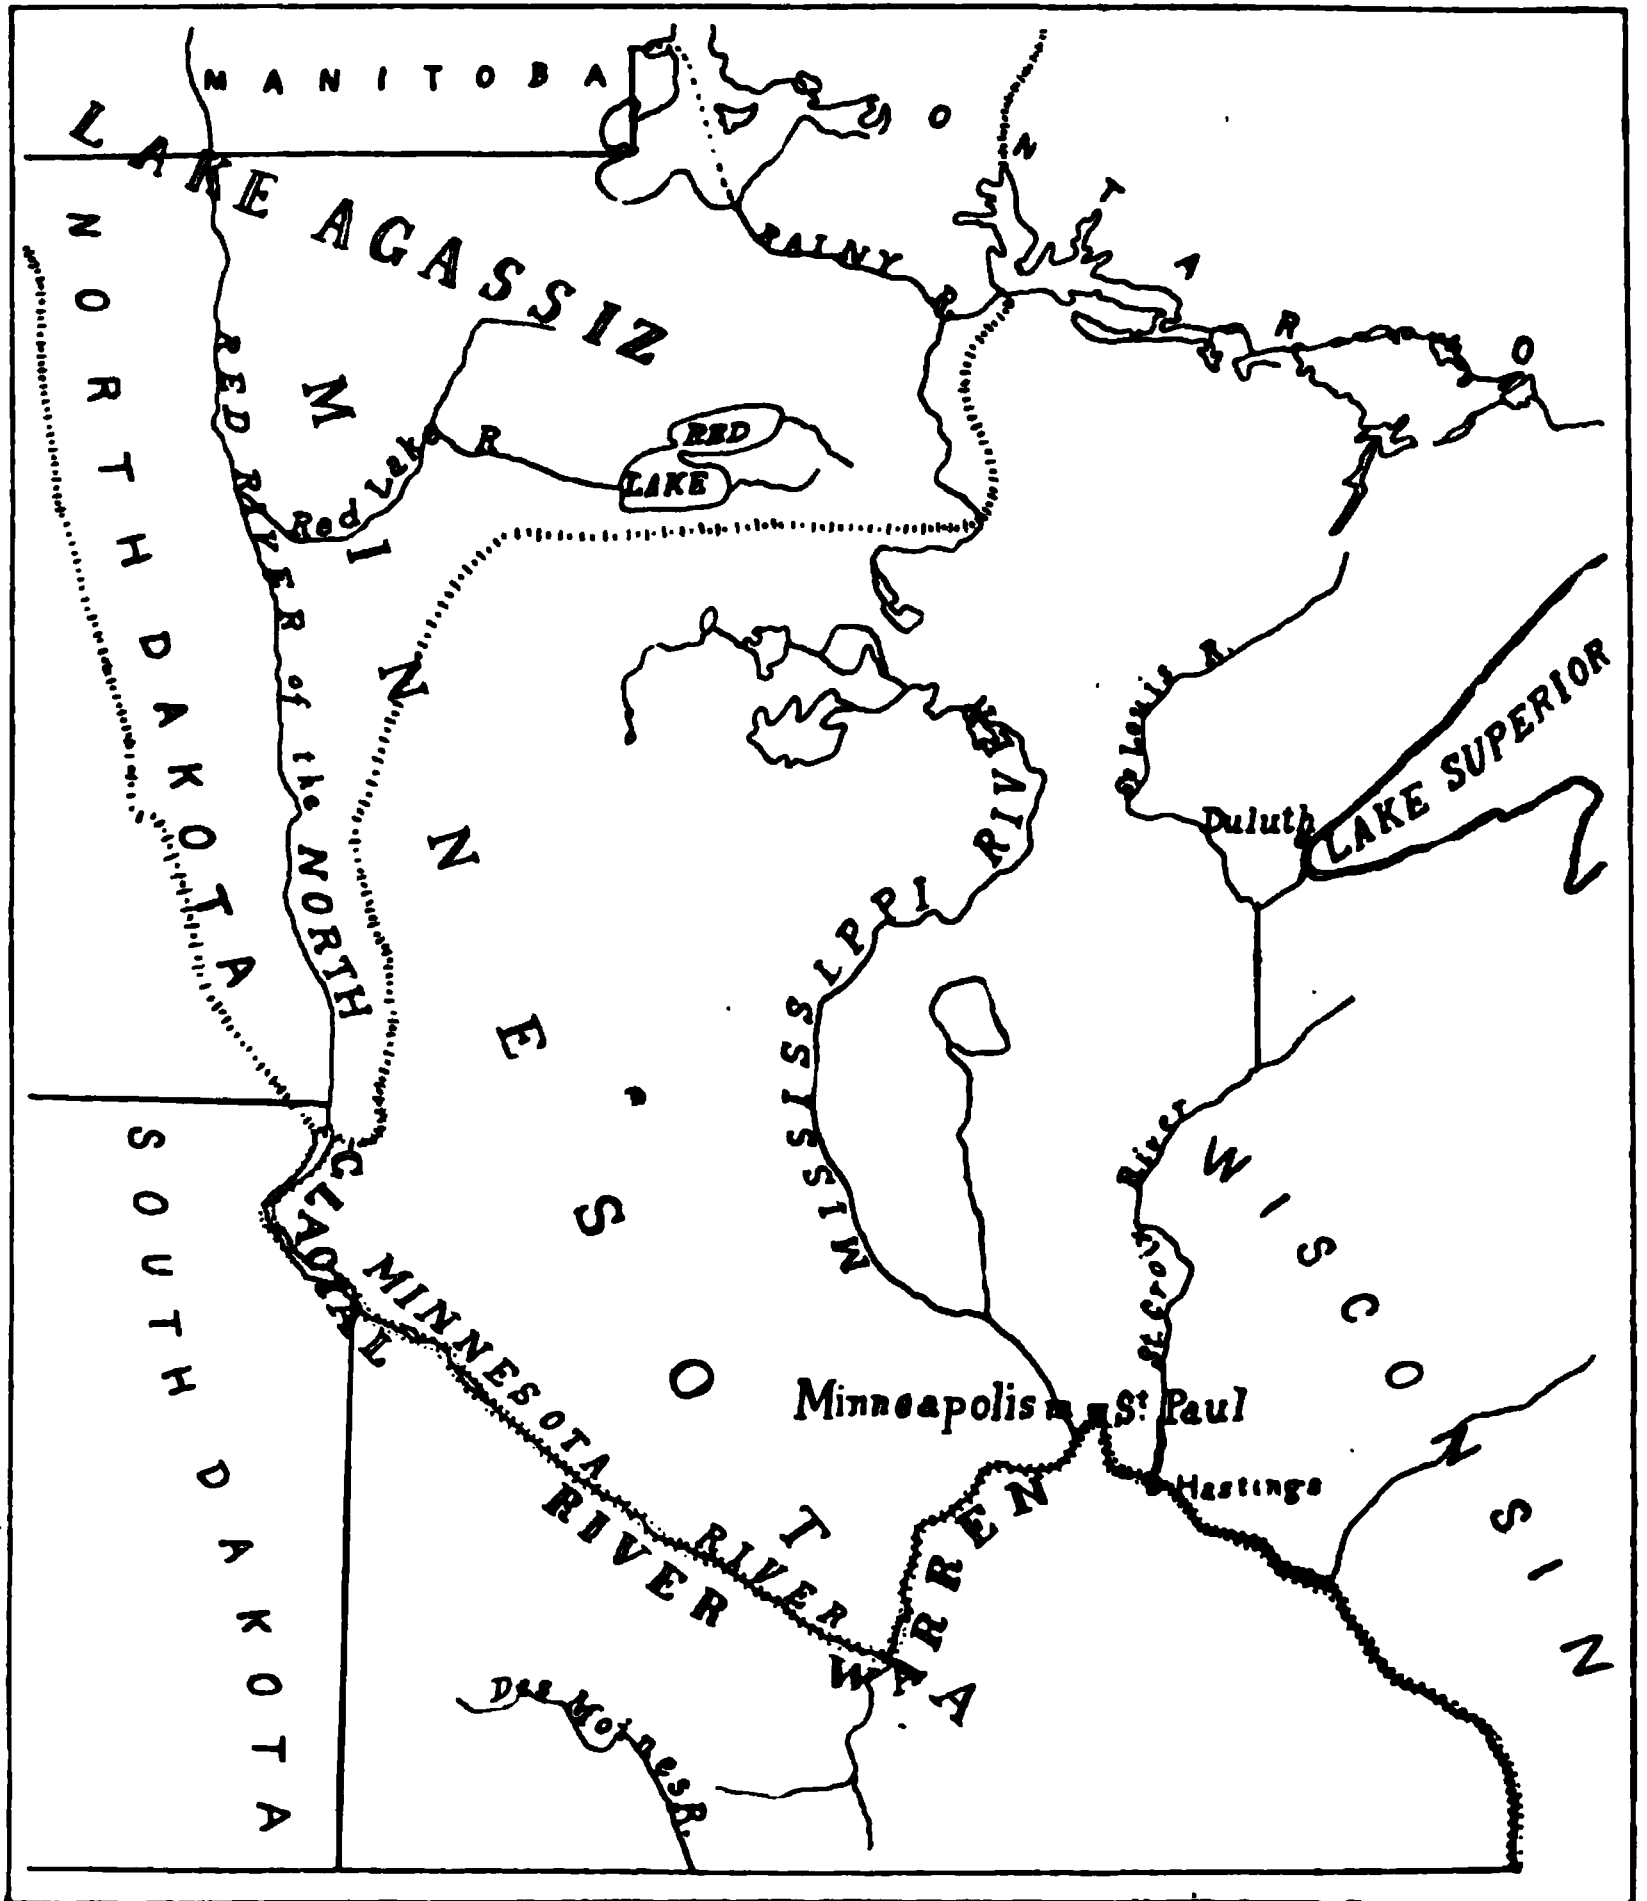 MANITOBA
LAKE AGASSIZ
ONTARIO
NORTH DAKOTA
RAINY R
RED RIVER of the NORTH
Red Lake R
RED
LAKE
MINNESOTA
St Louis R.
Duluth
LAKE SUPERIOR
MISSISSIPPI RIVER
SOUTH DAKOTA
GLACIAL
RIVER
WARREN
MINNESOTA RIVER
St. Croix River
WISCONSIN
Minneapolis
St. Paul
Hastings
Des Moines R.